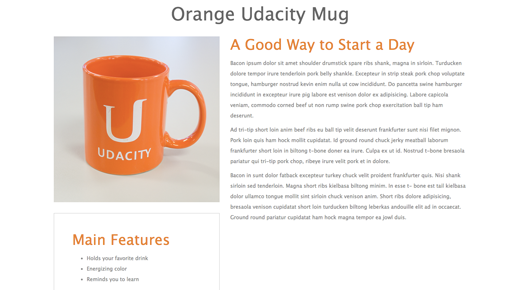 Orange Udacity Mug
U
UDACITY
A Good Way to Start a Day
Bacon ipsum dolor sit amet shoulder drumstick spare ribs shank, magna in sirloin. Turducken
dolore tempor irure tenderloin pork belly shankle. Excepteur in strip steak pork chop voluptate
tongue, hamburger nostrud kevin enim nulla ut cow incididunt. Do pancetta swine hamburger
incididunt in excepteur irure pig labore est venison dolor ex adipisicing. Labore capicola
veniam, commodo corned beef ut non rump swine pork chop exercitation ball tip ham
deserunt.
Ad tri-tip short loin anim beef ribs eu ball tip velit deserunt frankfurter sunt nisi filet mignon.
Pork loin quis ham hock mollit cupidatat. Id ground round chuck jerky meatball laborum
frankfurter short loin in biltong t-bone doner ea irure. Culpa ex ut id. Nostrud t-bone bresaola
pariatur qui tri-tip pork chop, ribeye irure velit pork et in dolore.
Bacon in sunt dolor fatback excepteur turkey chuck velit proident frankfurter quis. Nisi shank
sirloin sed tenderloin. Magna short ribs kielbasa biltong minim. In esse t- bone est tail kielbasa
dolor ullamco tongue mollit sint sirloin chuck venison anim. Short ribs dolore adipisicing,
bresaola venison cupidatat short loin turducken biltong leberkas andouille elit ad in occaecat.
Ground round pariatur cupidatat ham hock magna tempor ea jowl duis.
Main Features
Holds your favorite drink
Energizing color
Reminds you to learn